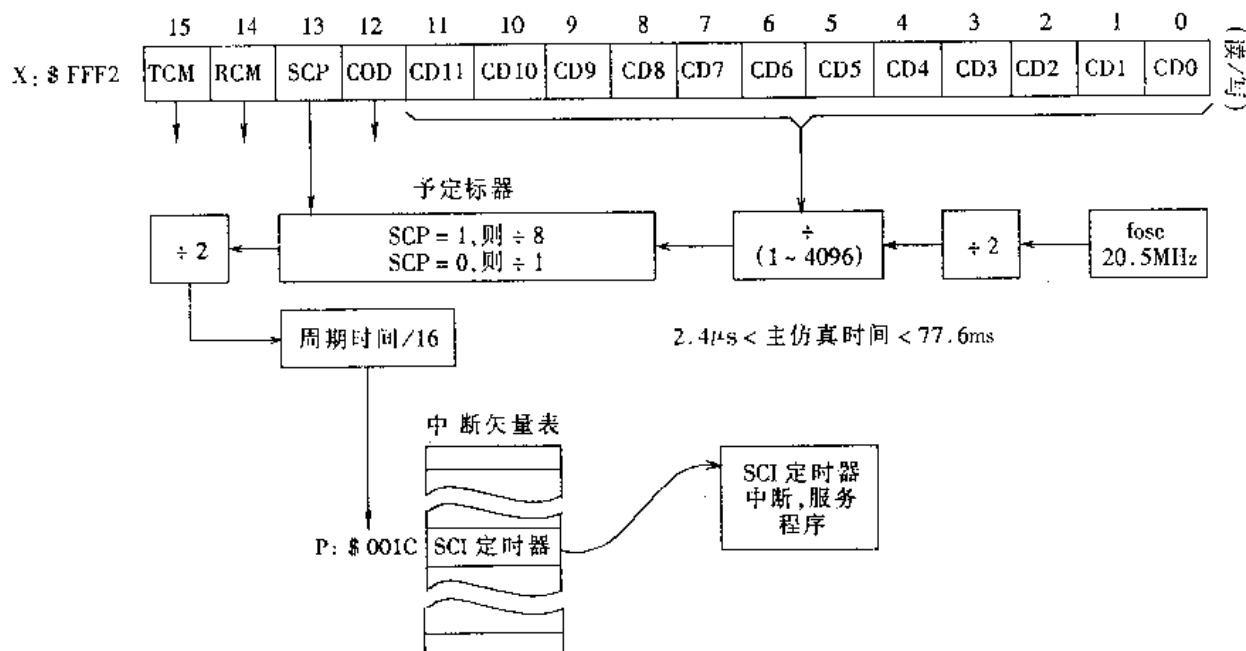 15 14 13 12 11 10 9 8 7 6 5 4 3 2 1 0
X: $ FFF2 TCM RCM SCP COD CD11 CD10 CD9 CD8 CD7 CD6 CD5 CD4 CD3 CD2 CD1 CD0 (读/写)
予定标器
÷ 2
SCP = 1,则 ÷ 8
SCP = 0,则 ÷ 1
÷
(1 ~ 4096)
÷ 2
fosc
20.5MHz
周期时间/16
2.4μs < 主仿真时间 < 77.6ms
中断矢量表
P: $ 001C SCI 定时器
SCI 定时器
中断,服务
程序